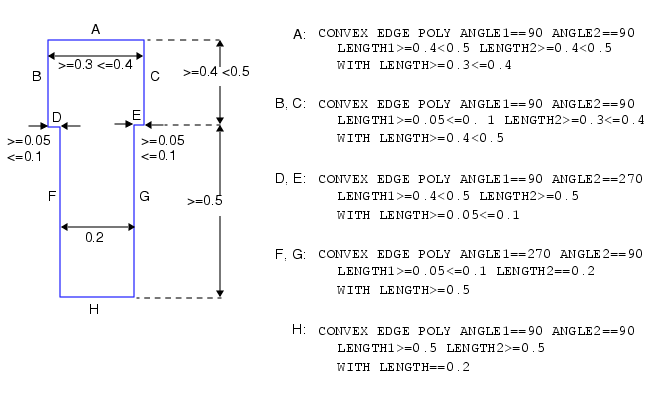 A
>=0.3 <=0.4
B
C
>=0.4 <0.5
D
E
>=0.05
<=0.1
>=0.05
<=0.1
F
G
>=0.5
0.2
H
A: CONVEX EDGE POLY ANGLE1==90 ANGLE2==90
LENGTH1>=0.4<0.5 LENGTH2>=0.4<0.5
WITH LENGTH>=0.3<=0.4
B, C: CONVEX EDGE POLY ANGLE1==90 ANGLE2==90
LENGTH1>=0.05<=0. 1 LENGTH2>=0.3<=0.4
WITH LENGTH>=0.4<0.5
D, E: CONVEX EDGE POLY ANGLE1==90 ANGLE2==270
LENGTH1>=0.4<0.5 LENGTH2>=0.5
WITH LENGTH>=0.05<=0.1
F, G: CONVEX EDGE POLY ANGLE1==270 ANGLE2==90
LENGTH1>=0.05<=0.1 LENGTH2==0.2
WITH LENGTH>=0.5
H: CONVEX EDGE POLY ANGLE1==90 ANGLE2==90
LENGTH1>=0.5 LENGTH2>=0.5
WITH LENGTH==0.2